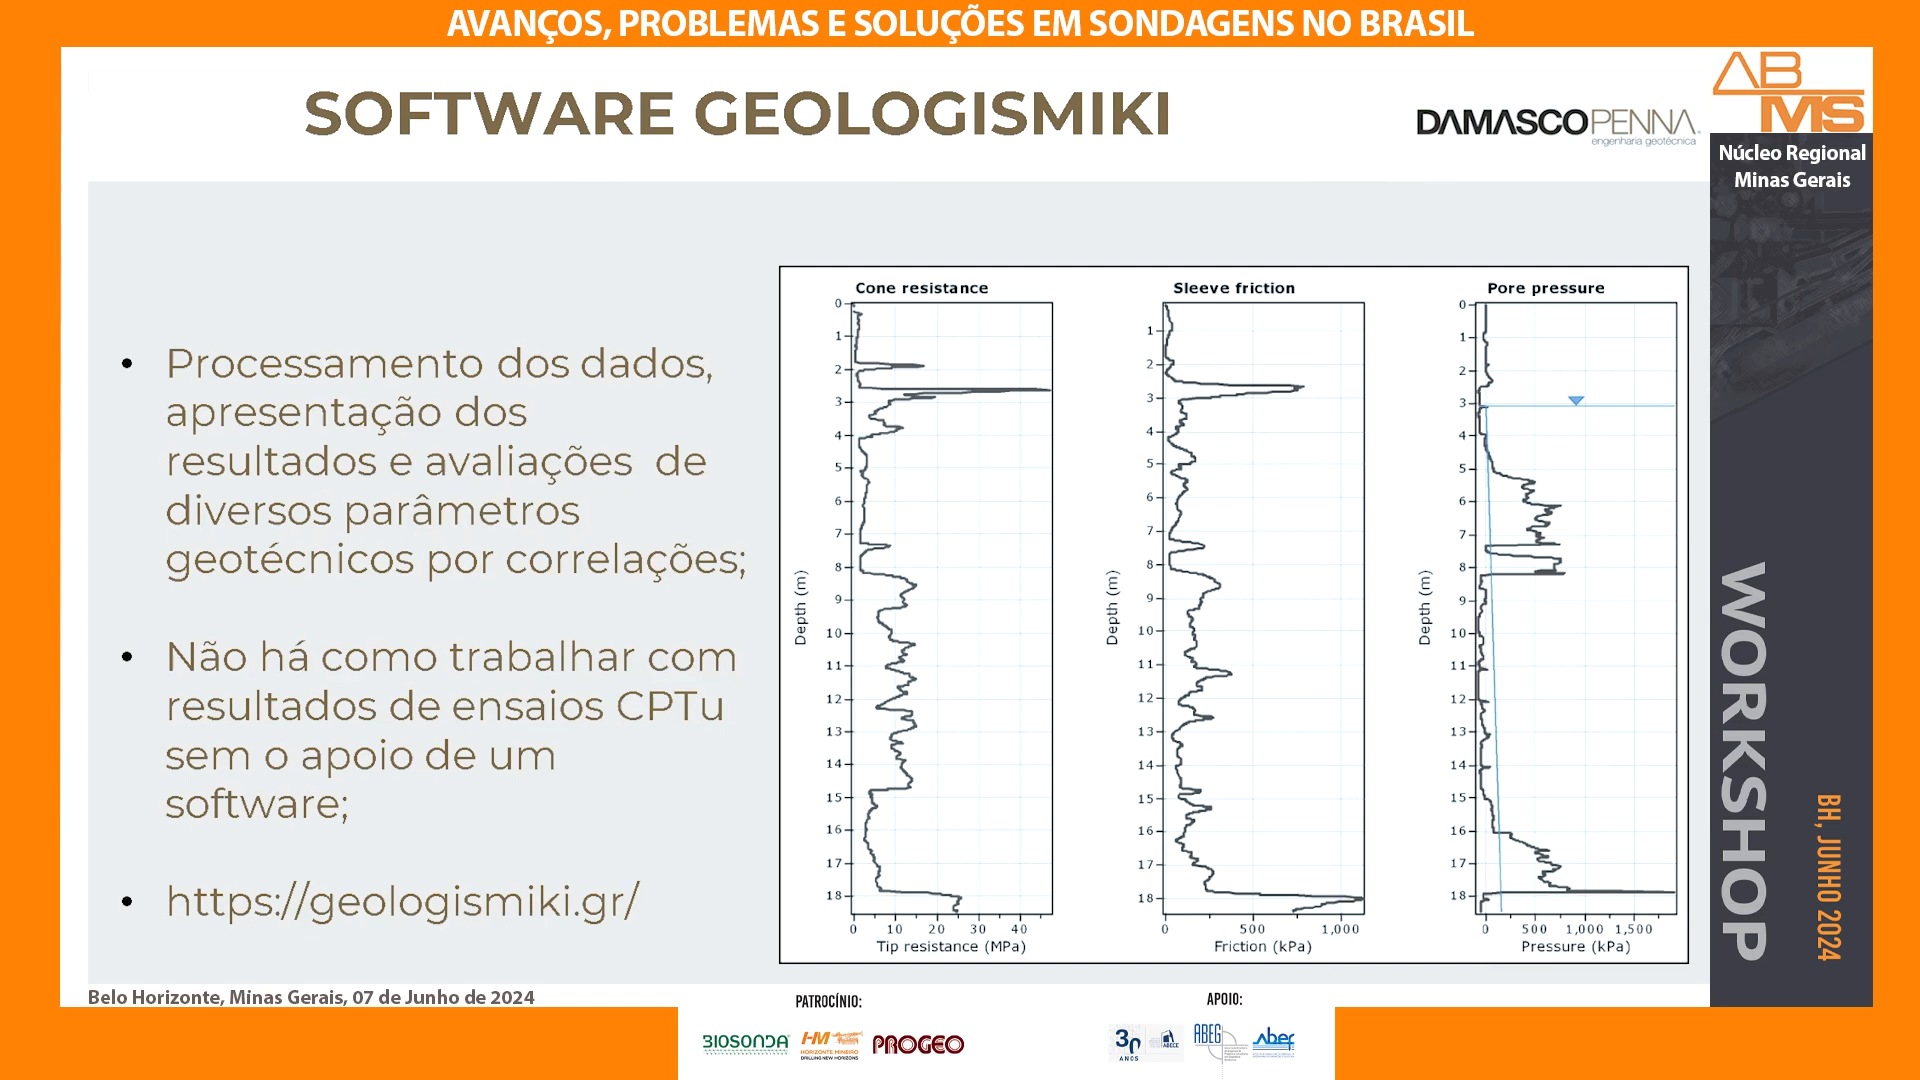 AVANÇOS, PROBLEMAS E SOLUÇÕES EM SONDAGENS NO BRASIL
SOFTWARE GEOLOGISMIKI
DAMASCOPENNA
engenharia geotécnica
ABMS
Núcleo Regional
Minas Gerais
• Processamento dos dados,
apresentação dos
resultados e avaliações de
diversos parâmetros
geotécnicos por correlações;
• Não há como trabalhar com
resultados de ensaios CPTu
sem o apoio de um
software;
• https://geologismiki.gr/
Cone resistance
0
1
2
3
4
5
6
7
8
9
10
11
12
13
14
15
16
17
18
Depth (m)
0 10 20 30 40
Tip resistance (MPa)
Sleeve friction
1
2
3
4
5
6
7
8
9
10
11
12
13
14
15
16
17
18
Depth (m)
0 500 1,000
Friction (kPa)
Pore pressure
0
1
2
3
4
5
6
7
8
9
10
11
12
13
14
15
16
17
18
Depth (m)
0 500 1,000 1,500
Pressure (kPa)
WORKSHOP
BH, JUNHO 2024
Belo Horizonte, Minas Gerais, 07 de Junho de 2024
PATROCÍNIO:
BIOSONDA
HM
HORIZONTE MINEIRO
DRILLING NEW HORIZONS
PROGEO
APOIO:
30
ANOS
ABECE
ABEG
Abef